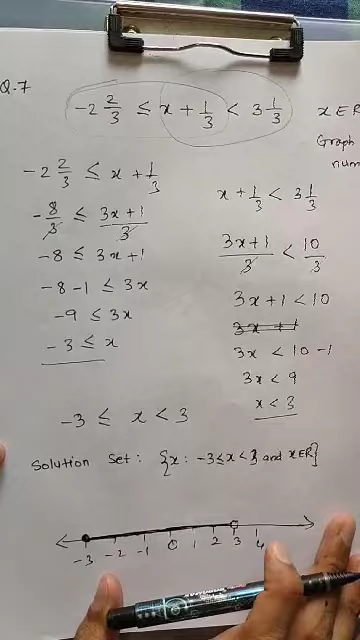 Q.7
-2 2/3 ≤ x + 1/3 < 3 1/3
x ∈ R
Graph
num
-2 2/3 ≤ x + 1/3
-8/3 ≤ (3x+1)/3
-8 ≤ 3x+1
-8-1 ≤ 3x
-9 ≤ 3x
-3 ≤ x
x + 1/3 < 3 1/3
(3x+1)/3 < 10/3
3x+1 < 10
3x+1
3x < 10-1
3x < 9
x < 3
-3 ≤ x < 3
Solution Set: {x: -3≤x<3 and x∈R}
-3 -2 -1 0 1 2 3 4